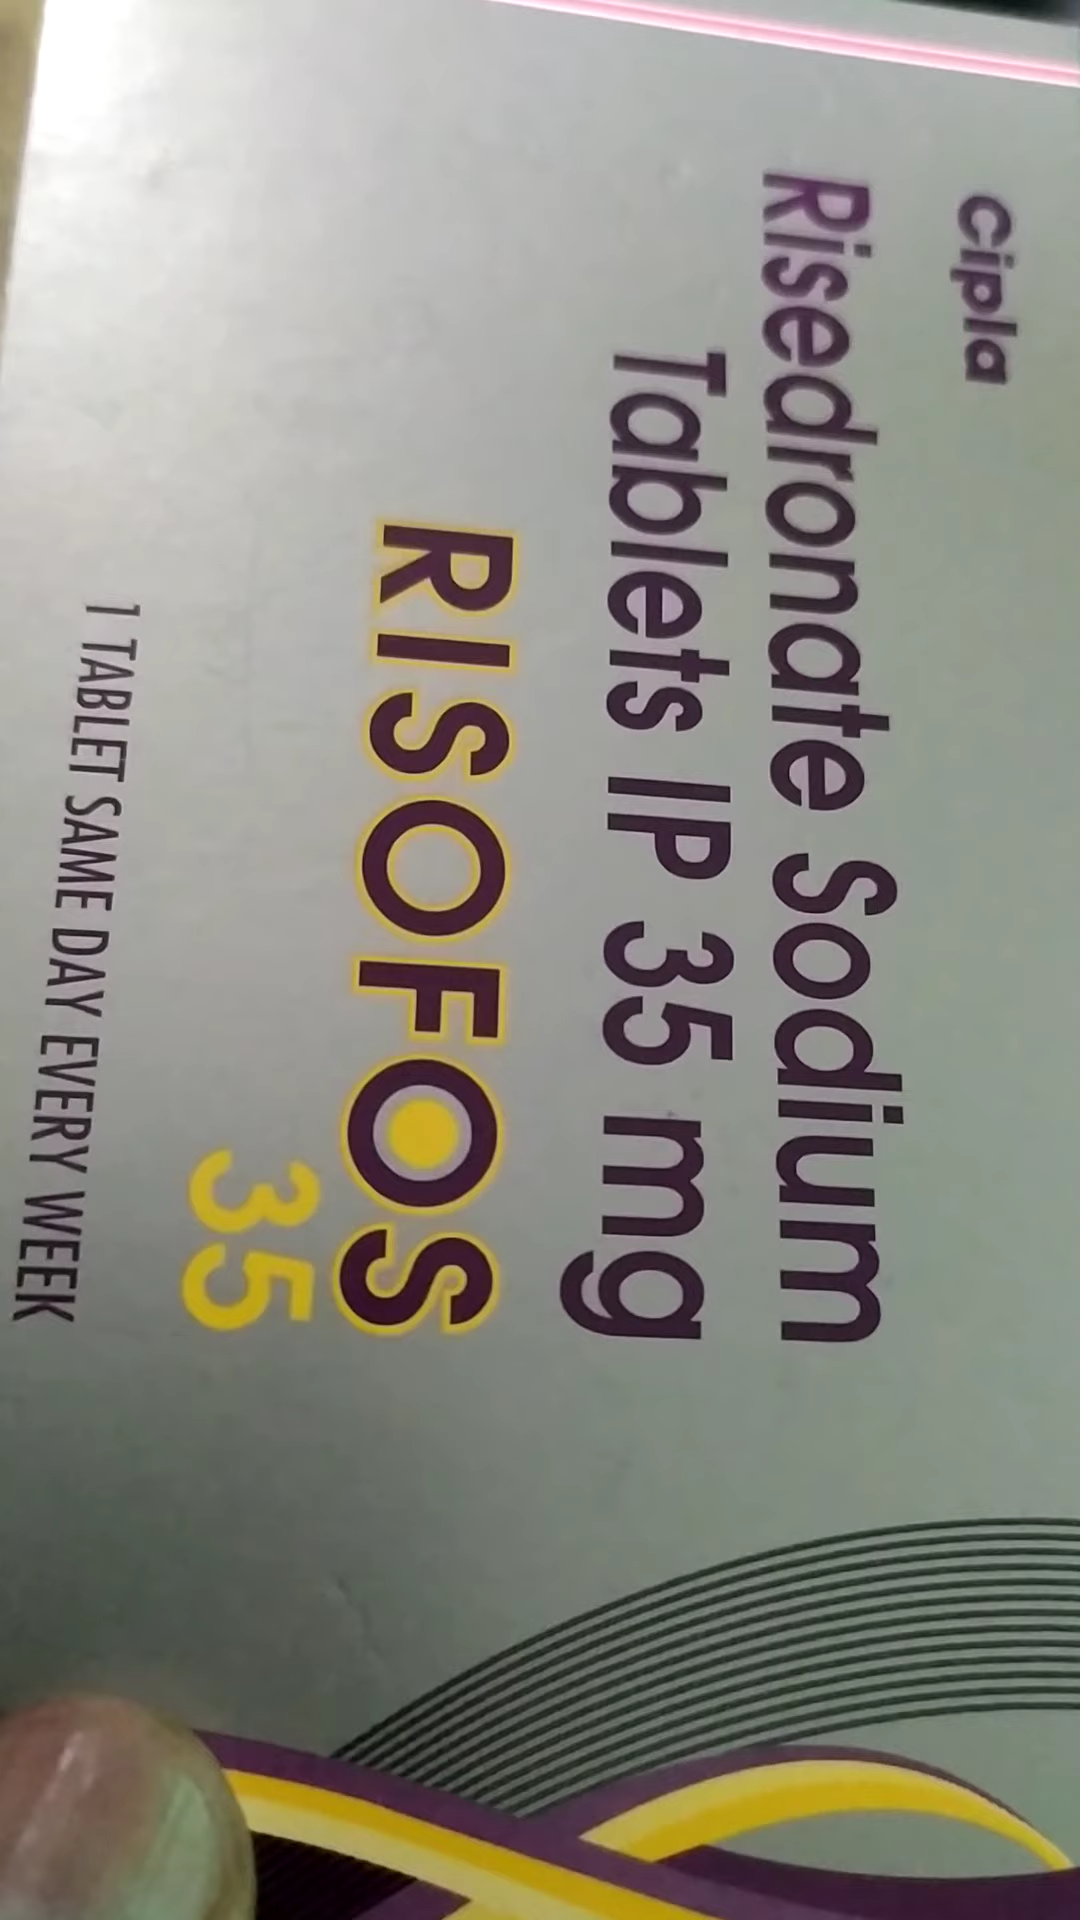 Cipla
Risedronate Sodium
Tablets IP 35 mg
RISOFOS
35
1 TABLET SAME DAY EVERY WEEK